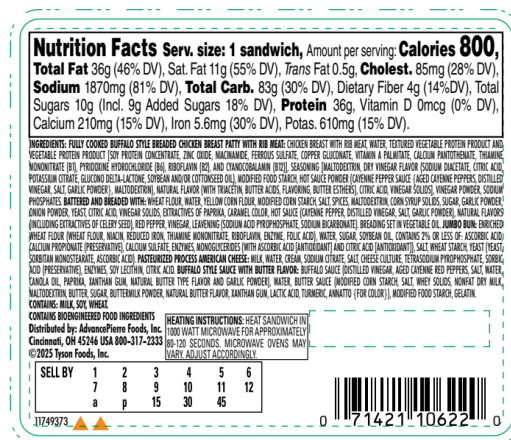 Nutrition Facts Serv. size: 1 sandwich, Amount per serving: Calories 800,
Total Fat 36g (46% DV), Sat. Fat 11g (55% DV), Trans Fat 0.5g, Cholest. 85mg (28% DV),
Sodium 1870mg (81% DV), Total Carb. 83g (30% DV), Dietary Fiber 4g (14%DV), Total
Sugars 10g (Incl. 9g Added Sugars 18% DV), Protein 36g, Vitamin D 0mcg (0% DV),
Calcium 210mg (15% DV), Iron 5.6mg (30% DV), Potas. 610mg (15% DV).
INGREDIENTS: FULLY COOKED BUFFALO STYLE BREADED CHICKEN BREAST PATTY WITH RIB MEAT: CHICKEN BREAST WITH RIB MEAT, WATER, TEXTURED VEGETABLE PROTEIN PRODUCT AND
VEGETABLE PROTEIN PRODUCT [SOY PROTEIN CONCENTRATE, ZINC OXIDE, NIACINAMIDE, FERROUS SULFATE, COPPER GLUCONATE, VITAMIN A PALMITATE, CALCIUM PANTOTHENATE, THIAMINE
MONONITRATE (B1), PYRIDOXINE HYDROCHLORIDE (B6), RIBOFLAVIN (B2), AND CYANOCOBALAMIN (B12)], SEASONING [MALTODEXTRIN, DRY VINEGAR FLAVOR (SODIUM DIACETATE, CITRIC ACID,
POTASSIUM CITRATE, GLUCONO DELTA-LACTONE, SOYBEAN AND/OR COTTONSEED OIL), MODIFIED FOOD STARCH, HOT SAUCE POWDER (CAYENNE PEPPER SAUCE {AGED CAYENNE PEPPERS, DISTILLED
VINEGAR, SALT, GARLIC POWDER}, MALTODEXTRIN), NATURAL FLAVOR (WITH TRIACETIN, BUTTER ACIDS, FLAVORING, BUTTER ESTHERS), CITRIC ACID, VINEGAR SOLIDS], VINEGAR POWDER, SODIUM
PHOSPHATES. BATTERED AND BREADED WITH: WHEAT FLOUR, WATER, YELLOW CORN FLOUR, MODIFIED CORN STARCH, SALT, SPICES, MALTODEXTRIN, CORN SYRUP SOLIDS, SUGAR, GARLIC POWDER,
ONION POWDER, YEAST, CITRIC ACID, VINEGAR SOLIDS, EXTRACTIVES OF PAPRIKA, CARAMEL COLOR, HOT SAUCE (CAYENNE PEPPER, DISTILLED VINEGAR, SALT, GARLIC POWDER), NATURAL FLAVORS
(INCLUDING EXTRACTIVES OF CELERY SEED), RED PEPPER, VINEGAR, LEAVENING (SODIUM ACID PYROPHOSPHATE, SODIUM BICARBONATE). BREADING SET IN VEGETABLE OIL. JUMBO BUN: ENRICHED
WHEAT FLOUR (WHEAT FLOUR, NIACIN, REDUCED IRON, THIAMINE MONONITRATE, RIBOFLAVIN, ENZYME, FOLIC ACID), WATER, SUGAR, SOYBEAN OIL, CONTAINS 2% OR LESS OF: ASCORBIC ACID,
CALCIUM PROPIONATE (PRESERVATIVE), CALCIUM SULFATE, ENZYMES, MONOGLYCERIDES (WITH ASCORBIC ACID [ANTIOXIDANT] AND CITRIC ACID [ANTIOXIDANT]), SALT, WHEAT STARCH, YEAST (YEAST,
SORBITAN MONOSTEARATE, ASCORBIC ACID). PASTEURIZED PROCESS AMERICAN CHEESE: MILK, WATER, CREAM, SODIUM CITRATE, SALT, CHEESE CULTURE, TETRASODIUM PYROPHOSPHATE, SORBIC
ACID (PRESERVATIVE), ENZYMES, SOY LECITHIN, CITRIC ACID. BUFFALO STYLE SAUCE WITH BUTTER FLAVOR: BUFFALO SAUCE (DISTILLED VINEGAR, AGED CAYENNE RED PEPPERS, SALT, WATER,
CANOLA OIL, PAPRIKA, XANTHAN GUM, NATURAL BUTTER TYPE FLAVOR AND GARLIC POWDER), WATER, BUTTER SAUCE (MODIFIED CORN STARCH, SALT, WHEY SOLIDS, NONFAT DRY MILK,
MALTODEXTRIN, BUTTER, SUGAR, BUTTERMILK POWDER, NATURAL BUTTER FLAVOR, XANTHAN GUM, LACTIC ACID, TURMERIC, ANNATTO {FOR COLOR}), MODIFIED FOOD STARCH, GELATIN.
CONTAINS: MILK, SOY, WHEAT.
CONTAINS BIOENGINEERED FOOD INGREDIENTS
Distributed by: AdvancePierre Foods, Inc.
Cincinnati, OH 45246 USA 800-317-2333
©2025 Tyson Foods, Inc.
HEATING INSTRUCTIONS: HEAT SANDWICH IN
1000 WATT MICROWAVE FOR APPROXIMATELY
80-120 SECONDS. MICROWAVE OVENS MAY
VARY. ADJUST ACCORDINGLY.
SELL BY 1 2 3 4 5 6
7 8 9 10 11 12
a p 15 30 45
11749373
0 71421 10622 0